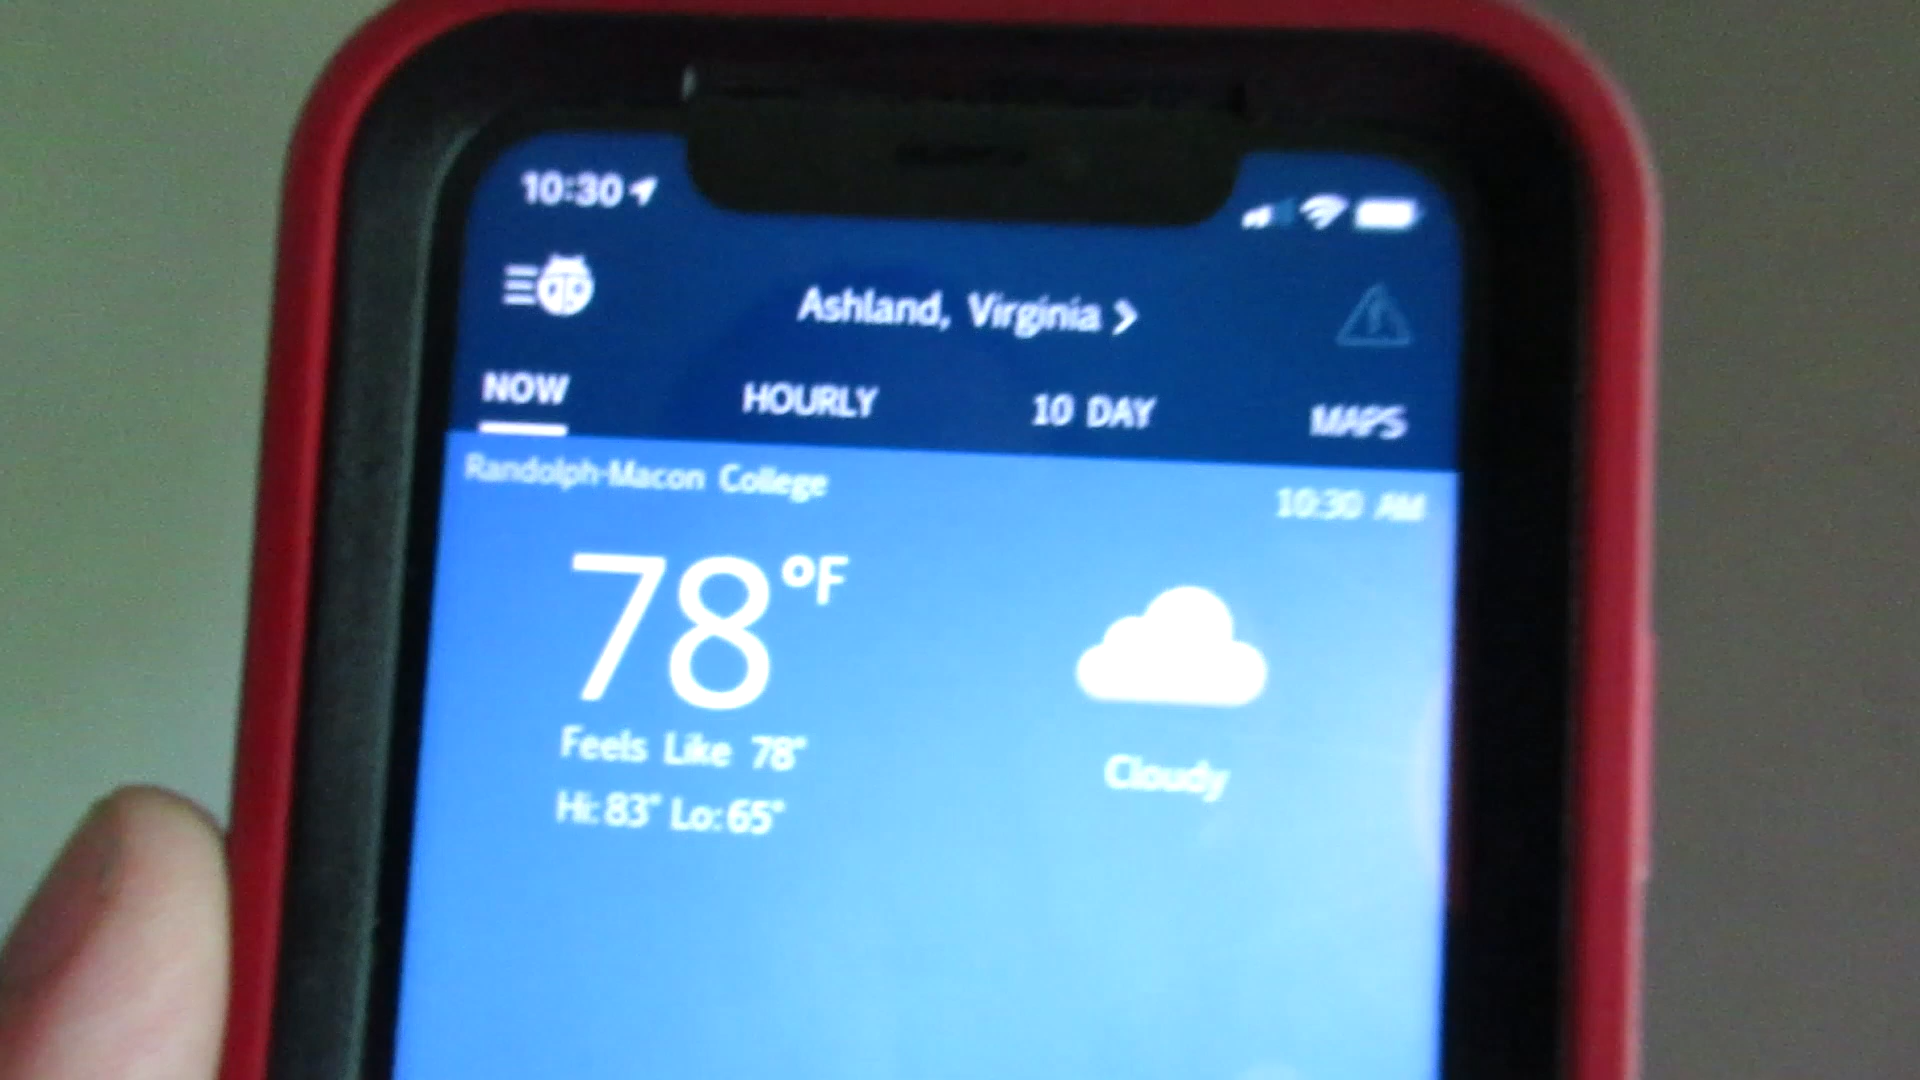 10:30
Ashland, Virginia
NOW HOURLY 10 DAY MAPS
Randolph-Macon College 10:30 AM
78°F
Feels Like 78°
Cloudy
Hi: 83° Lo: 65°